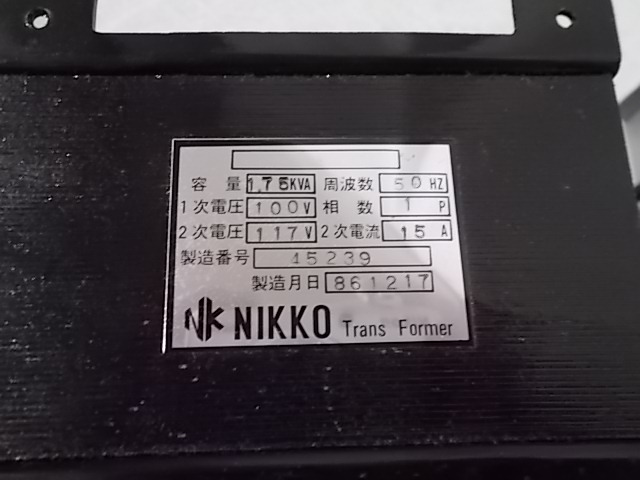 容量 1.75KVA 周波数 50 HZ
1次電圧 100V 相数 1 P
2次電圧 117V 2次電流 15 A
製造番号 45239
製造月日 861217
NK NIKKO Trans Former